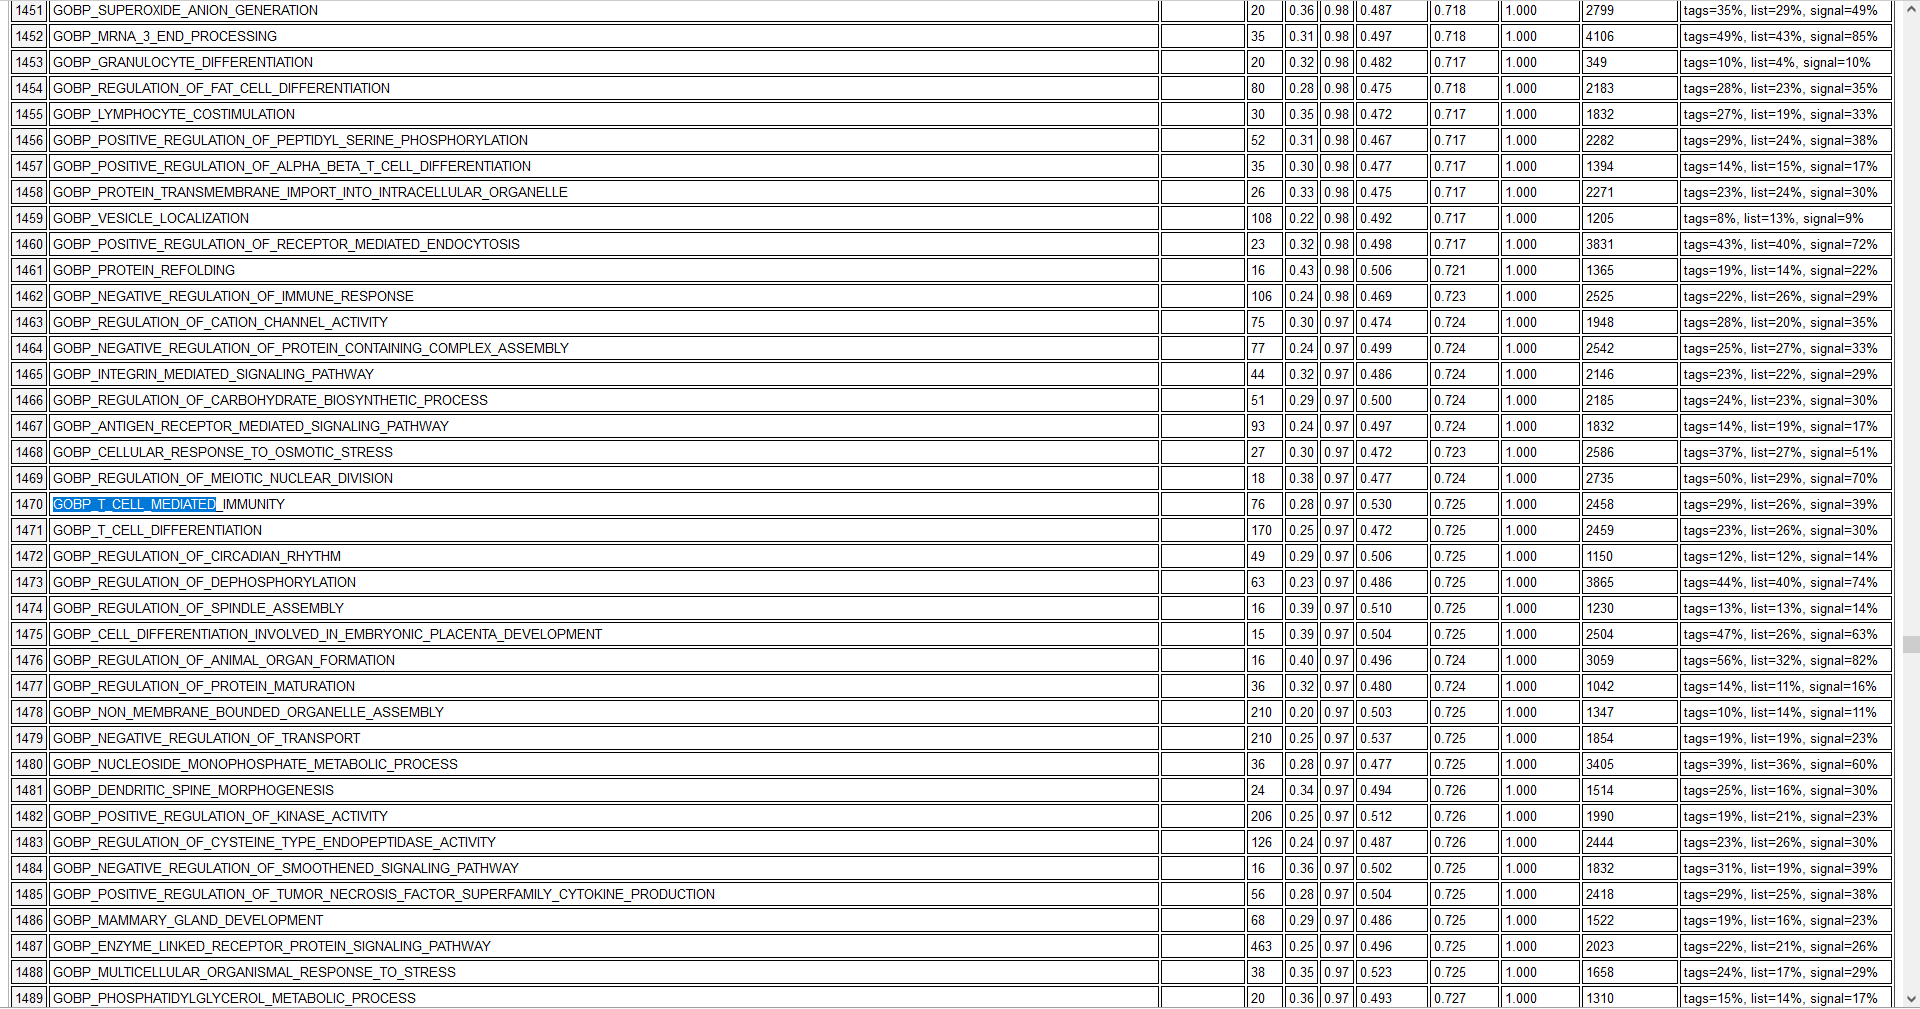 1451 GOBP_SUPEROXIDE_ANION_GENERATION 20 0.36 0.98 0.487 0.718 1.000 2799 tags=35%, list=29%, signal=49%
1452 GOBP_MRNA_3_END_PROCESSING 35 0.31 0.98 0.497 0.718 1.000 4106 tags=49%, list=43%, signal=85%
1453 GOBP_GRANULOCYTE_DIFFERENTIATION 20 0.32 0.98 0.482 0.717 1.000 349 tags=10%, list=4%, signal=10%
1454 GOBP_REGULATION_OF_FAT_CELL_DIFFERENTIATION 80 0.28 0.98 0.475 0.718 1.000 2183 tags=28%, list=23%, signal=35%
1455 GOBP_LYMPHOCYTE_COSTIMULATION 30 0.35 0.98 0.472 0.717 1.000 1832 tags=27%, list=19%, signal=33%
1456 GOBP_POSITIVE_REGULATION_OF_PEPTIDYL_SERINE_PHOSPHORYLATION 52 0.31 0.98 0.467 0.717 1.000 2282 tags=29%, list=24%, signal=38%
1457 GOBP_POSITIVE_REGULATION_OF_ALPHA_BETA_T_CELL_DIFFERENTIATION 35 0.30 0.98 0.477 0.717 1.000 1394 tags=14%, list=15%, signal=17%
1458 GOBP_PROTEIN_TRANSMEMBRANE_IMPORT_INTO_INTRACELLULAR_ORGANELLE 26 0.33 0.98 0.475 0.717 1.000 2271 tags=23%, list=24%, signal=30%
1459 GOBP_VESICLE_LOCALIZATION 108 0.22 0.98 0.492 0.717 1.000 1205 tags=8%, list=13%, signal=9%
1460 GOBP_POSITIVE_REGULATION_OF_RECEPTOR_MEDIATED_ENDOCYTOSIS 23 0.32 0.98 0.498 0.717 1.000 3831 tags=43%, list=40%, signal=72%
1461 GOBP_PROTEIN_REFOLDING 16 0.43 0.98 0.506 0.721 1.000 1365 tags=19%, list=14%, signal=22%
1462 GOBP_NEGATIVE_REGULATION_OF_IMMUNE_RESPONSE 106 0.24 0.98 0.469 0.723 1.000 2525 tags=22%, list=26%, signal=29%
1463 GOBP_REGULATION_OF_CATION_CHANNEL_ACTIVITY 75 0.30 0.97 0.474 0.724 1.000 1948 tags=28%, list=20%, signal=35%
1464 GOBP_NEGATIVE_REGULATION_OF_PROTEIN_CONTAINING_COMPLEX_ASSEMBLY 77 0.24 0.97 0.499 0.724 1.000 2542 tags=25%, list=27%, signal=33%
1465 GOBP_INTEGRIN_MEDIATED_SIGNALING_PATHWAY 44 0.32 0.97 0.486 0.724 1.000 2146 tags=23%, list=22%, signal=29%
1466 GOBP_REGULATION_OF_CARBOHYDRATE_BIOSYNTHETIC_PROCESS 51 0.29 0.97 0.500 0.724 1.000 2185 tags=24%, list=23%, signal=30%
1467 GOBP_ANTIGEN_RECEPTOR_MEDIATED_SIGNALING_PATHWAY 93 0.24 0.97 0.497 0.724 1.000 1832 tags=14%, list=19%, signal=17%
1468 GOBP_CELLULAR_RESPONSE_TO_OSMOTIC_STRESS 27 0.30 0.97 0.472 0.723 1.000 2586 tags=37%, list=27%, signal=51%
1469 GOBP_REGULATION_OF_MEIOTIC_NUCLEAR_DIVISION 18 0.38 0.97 0.477 0.724 1.000 2735 tags=50%, list=29%, signal=70%
1470 GOBP_T_CELL_MEDIATED_IMMUNITY 76 0.28 0.97 0.530 0.725 1.000 2458 tags=29%, list=26%, signal=39%
1471 GOBP_T_CELL_DIFFERENTIATION 170 0.25 0.97 0.472 0.725 1.000 2459 tags=23%, list=26%, signal=30%
1472 GOBP_REGULATION_OF_CIRCADIAN_RHYTHM 49 0.29 0.97 0.506 0.725 1.000 1150 tags=12%, list=12%, signal=14%
1473 GOBP_REGULATION_OF_DEPHOSPHORYLATION 63 0.23 0.97 0.486 0.725 1.000 3865 tags=44%, list=40%, signal=74%
1474 GOBP_REGULATION_OF_SPINDLE_ASSEMBLY 16 0.39 0.97 0.510 0.725 1.000 1230 tags=13%, list=13%, signal=14%
1475 GOBP_CELL_DIFFERENTIATION_INVOLVED_IN_EMBRYONIC_PLACENTA_DEVELOPMENT 15 0.39 0.97 0.504 0.725 1.000 2504 tags=47%, list=26%, signal=63%
1476 GOBP_REGULATION_OF_ANIMAL_ORGAN_FORMATION 16 0.40 0.97 0.496 0.724 1.000 3059 tags=56%, list=32%, signal=82%
1477 GOBP_REGULATION_OF_PROTEIN_MATURATION 36 0.32 0.97 0.480 0.724 1.000 1042 tags=14%, list=11%, signal=16%
1478 GOBP_NON_MEMBRANE_BOUNDED_ORGANELLE_ASSEMBLY 210 0.20 0.97 0.503 0.725 1.000 1347 tags=10%, list=14%, signal=11%
1479 GOBP_NEGATIVE_REGULATION_OF_TRANSPORT 210 0.25 0.97 0.537 0.725 1.000 1854 tags=19%, list=19%, signal=23%
1480 GOBP_NUCLEOSIDE_MONOPHOSPHATE_METABOLIC_PROCESS 36 0.28 0.97 0.477 0.725 1.000 3405 tags=39%, list=36%, signal=60%
1481 GOBP_DENDRITIC_SPINE_MORPHOGENESIS 24 0.34 0.97 0.494 0.726 1.000 1514 tags=25%, list=16%, signal=30%
1482 GOBP_POSITIVE_REGULATION_OF_KINASE_ACTIVITY 206 0.25 0.97 0.512 0.726 1.000 1990 tags=19%, list=21%, signal=23%
1483 GOBP_REGULATION_OF_CYSTEINE_TYPE_ENDOPEPTIDASE_ACTIVITY 126 0.24 0.97 0.487 0.726 1.000 2444 tags=23%, list=26%, signal=30%
1484 GOBP_NEGATIVE_REGULATION_OF_SMOOTHENED_SIGNALING_PATHWAY 16 0.36 0.97 0.502 0.725 1.000 1832 tags=31%, list=19%, signal=39%
1485 GOBP_POSITIVE_REGULATION_OF_TUMOR_NECROSIS_FACTOR_SUPERFAMILY_CYTOKINE_PRODUCTION 56 0.28 0.97 0.504 0.725 1.000 2418 tags=29%, list=25%, signal=38%
1486 GOBP_MAMMARY_GLAND_DEVELOPMENT 68 0.29 0.97 0.486 0.725 1.000 1522 tags=19%, list=16%, signal=23%
1487 GOBP_ENZYME_LINKED_RECEPTOR_PROTEIN_SIGNALING_PATHWAY 463 0.25 0.97 0.496 0.725 1.000 2023 tags=22%, list=21%, signal=26%
1488 GOBP_MULTICELLULAR_ORGANISMAL_RESPONSE_TO_STRESS 38 0.35 0.97 0.523 0.725 1.000 1658 tags=24%, list=17%, signal=29%
1489 GOBP_PHOSPHATIDYLGLYCEROL_METABOLIC_PROCESS 20 0.36 0.97 0.493 0.727 1.000 1310 tags=15%, list=14%, signal=17%